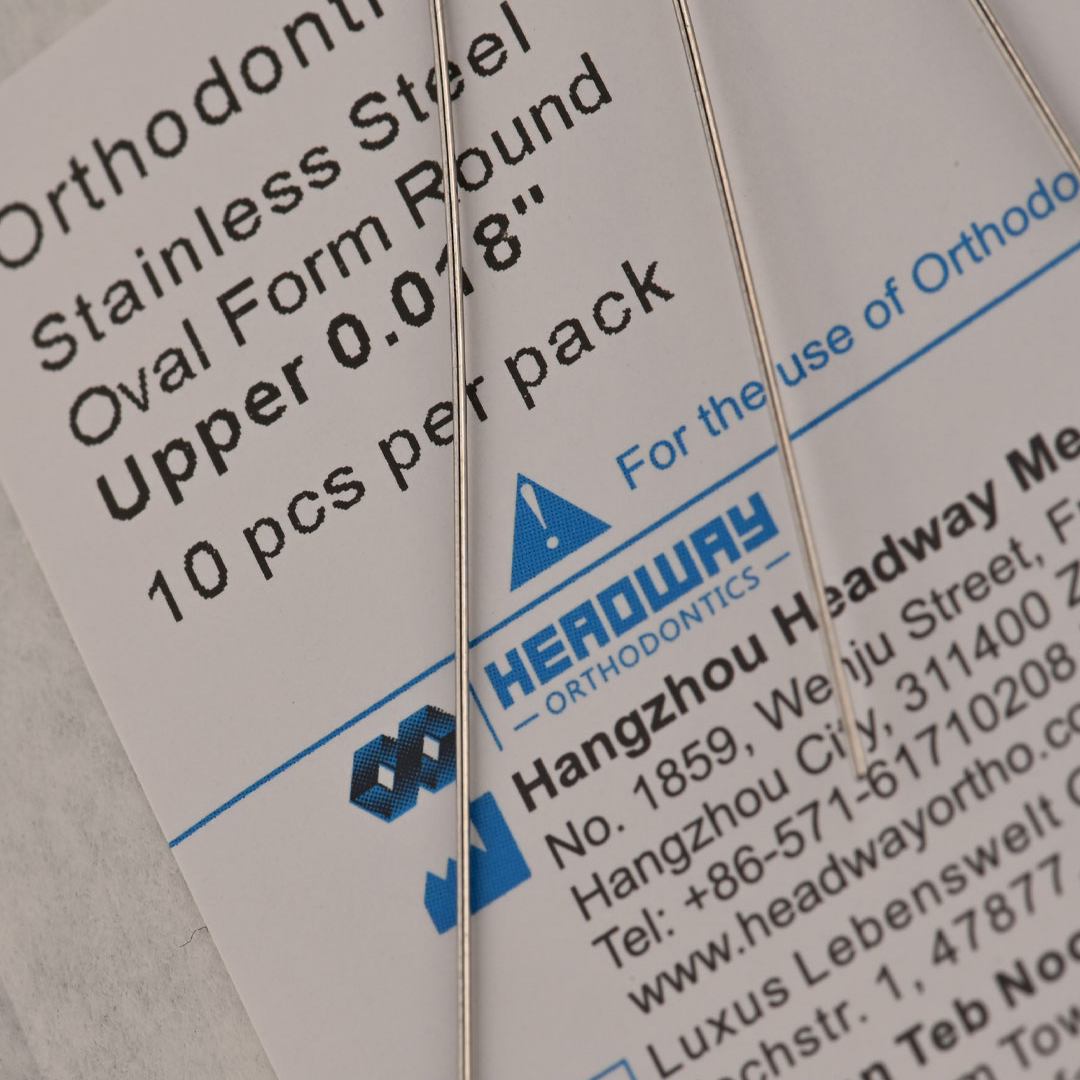 Orthodonti
Stainless Steel
Oval Form Round
Upper 0.018"
10 pcs per pack
For the use of Orthodo
HEADWAY
ORTHODONTICS
Hangzhou Headway Me
No. 1859, Wenju Street, F
Hangzhou City, 311400 Z
Tel: +86-571-61710208
www.headwayortho.co
Luxus Lebenswelt
chstr. 1, 47877
n Teb Noo
Tow